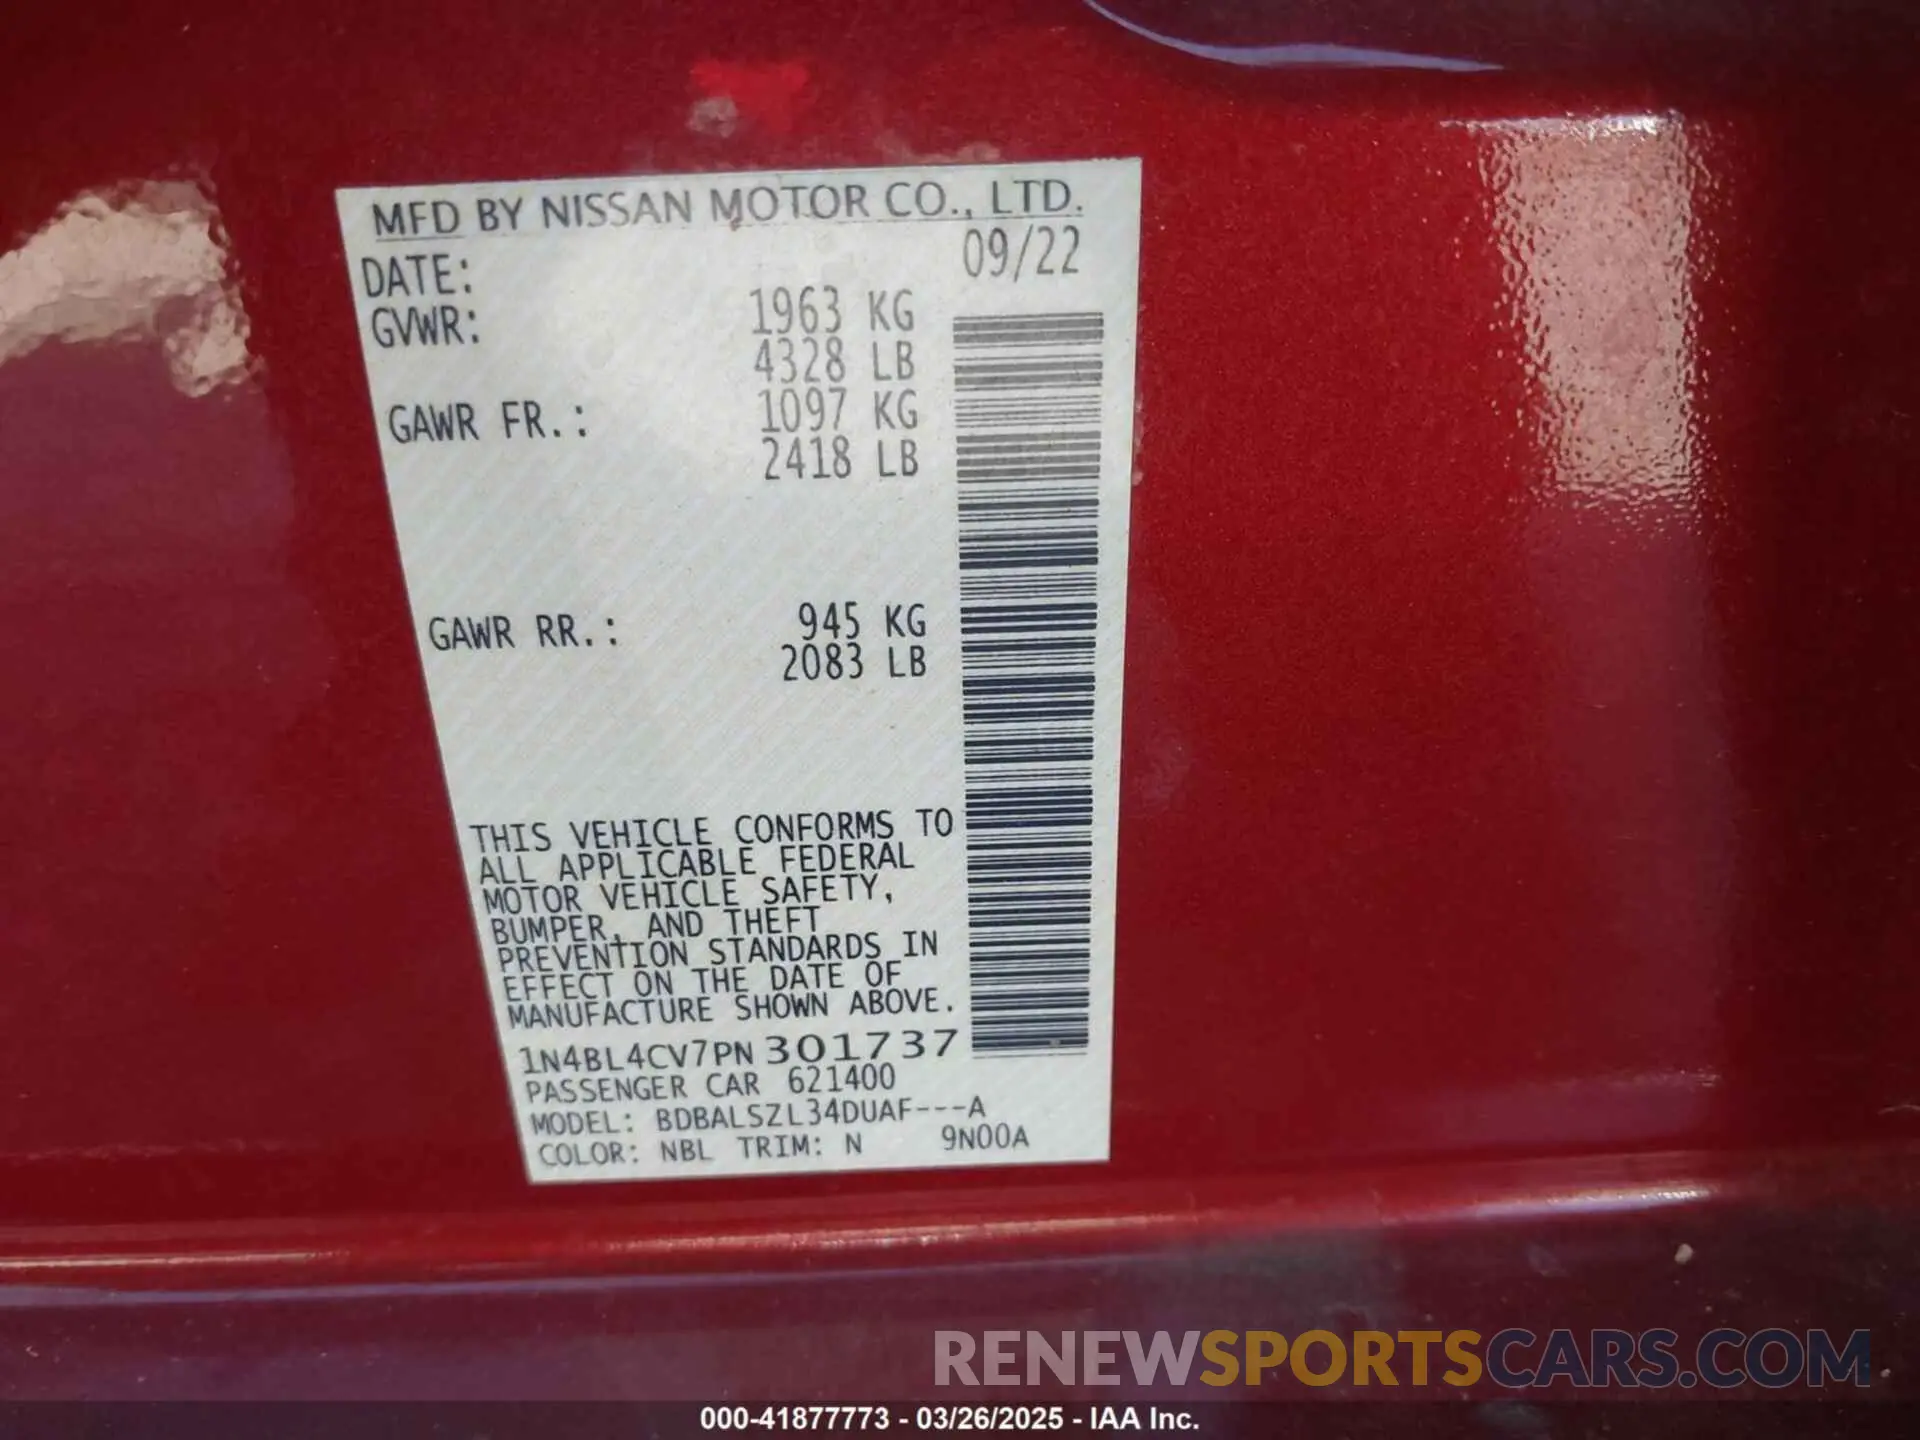 MFD BY NISSAN MOTOR CO., LTD.
DATE: 09/22
GVWR: 1963 KG
4328 LB
GAWR FR.: 1097 KG
2418 LB
GAWR RR.: 945 KG
2083 LB
THIS VEHICLE CONFORMS TO
ALL APPLICABLE FEDERAL
MOTOR VEHICLE SAFETY,
BUMPER, AND THEFT
PREVENTION STANDARDS IN
EFFECT ON THE DATE OF
MANUFACTURE SHOWN ABOVE.
1N4BL4CV7PN301737
PASSENGER CAR 621400
MODEL: BDBALSZL34DUAF---A
COLOR: NBL TRIM: N 9N00A
RENEWSPORTSCARS.COM
000-41877773 - 03/26/2025 - IAA Inc.